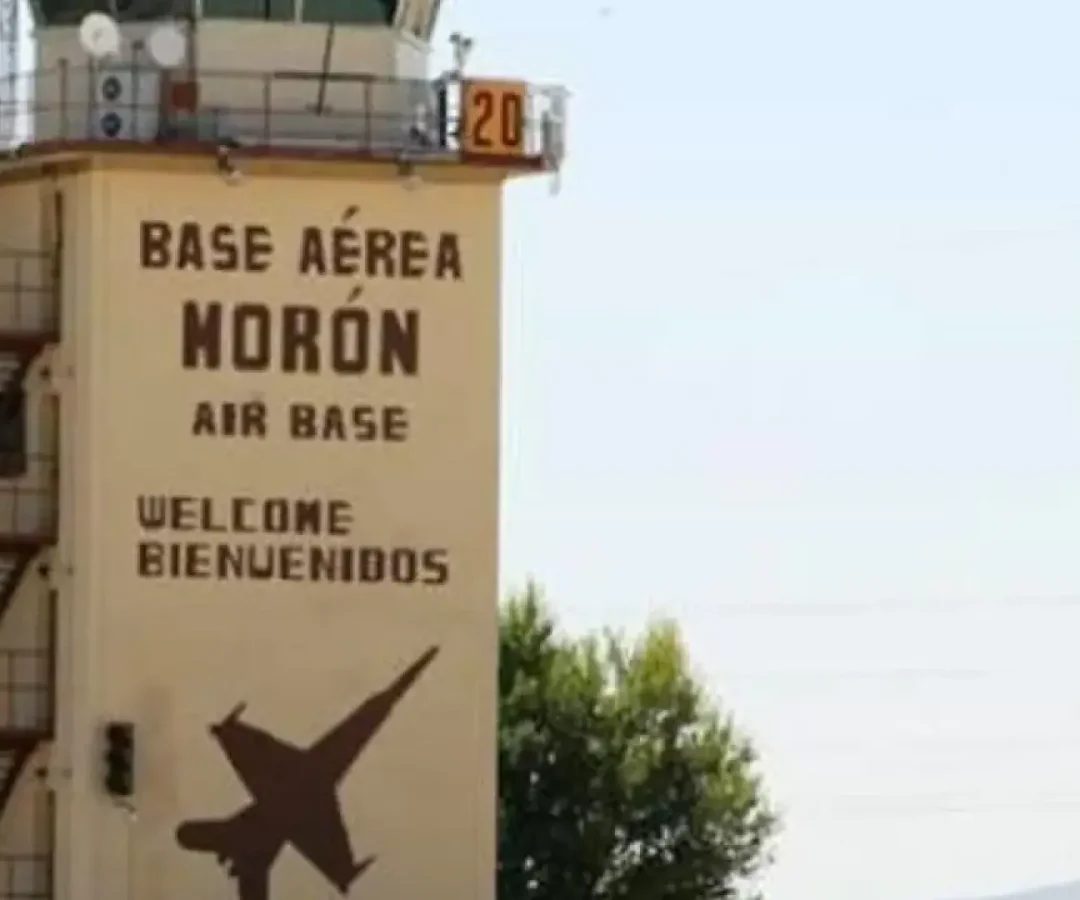 20
BASE AÉREA
MORÓN
AIR BASE
WELCOME
BIENVENIDOS